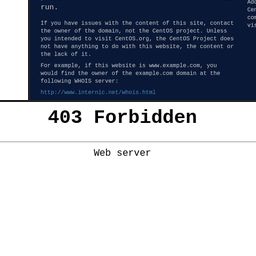 run.
If you have issues with the content of this site, contact
the owner of the domain, not the CentOS project. Unless
you intended to visit CentOS.org, the CentOS Project does
not have anything to do with this website, the content or
the lack of it.
For example, if this website is www.example.com, you
would find the owner of the example.com domain at the
following WHOIS server:
http://www.internic.net/whois.html
403 Forbidden
Web server